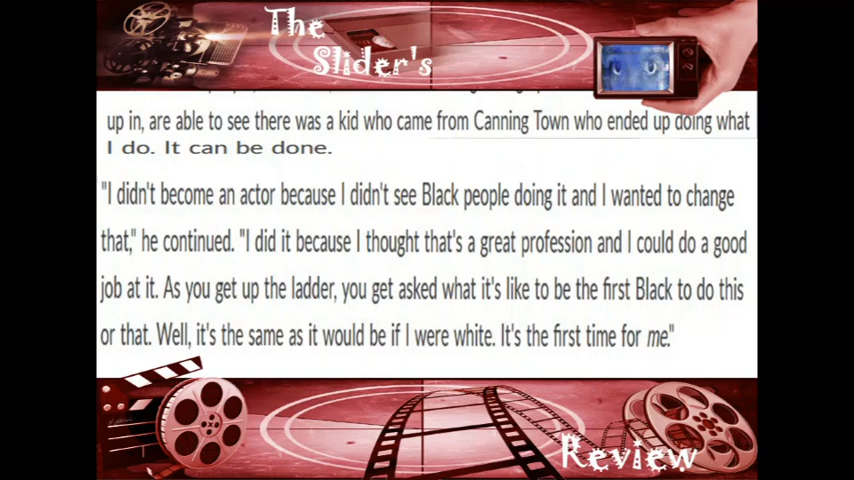 The
Slider's
up in, are able to see there was a kid who came from Canning Town who ended up doing what
I do. It can be done.
"I didn't become an actor because I didn't see Black people doing it and I wanted to change
that," he continued. "I did it because I thought that's a great profession and I could do a good
job at it. As you get up the ladder, you get asked what it's like to be the first Black to do this
or that. Well, it's the same as it would be if I were white. It's the first time for me."
Review